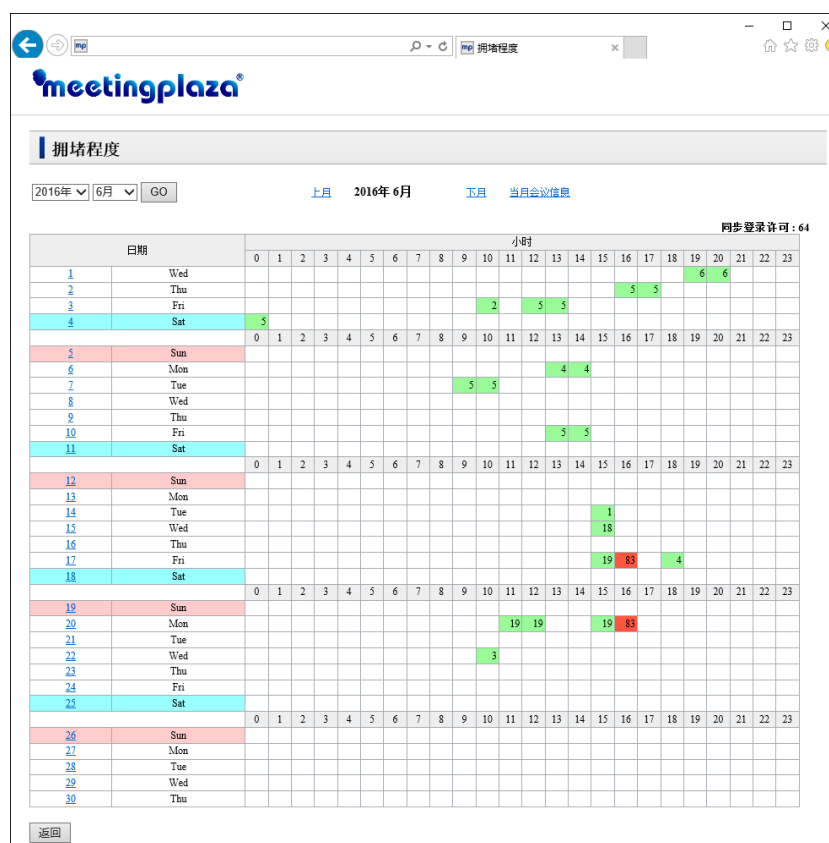 mp
mp 拥堵程度
meetingplaza®
拥堵程度
2016年 6月 GO 上月 2016年 6月 下月 当月会议信息
同步登录许可 : 64
日期 小时
0 1 2 3 4 5 6 7 8 9 10 11 12 13 14 15 16 17 18 19 20 21 22 23
1 Wed 6 6
2 Thu 5 5
3 Fri 2 5 5
4 Sat 5
0 1 2 3 4 5 6 7 8 9 10 11 12 13 14 15 16 17 18 19 20 21 22 23
5 Sun
6 Mon 4 4
7 Tue 5 5
8 Wed
9 Thu
10 Fri 5 5
11 Sat
0 1 2 3 4 5 6 7 8 9 10 11 12 13 14 15 16 17 18 19 20 21 22 23
12 Sun
13 Mon
14 Tue 1
15 Wed 18
16 Thu
17 Fri 19 83 4
18 Sat
0 1 2 3 4 5 6 7 8 9 10 11 12 13 14 15 16 17 18 19 20 21 22 23
19 Sun
20 Mon 19 19 19 83
21 Tue
22 Wed 3
23 Thu
24 Fri
25 Sat
0 1 2 3 4 5 6 7 8 9 10 11 12 13 14 15 16 17 18 19 20 21 22 23
26 Sun
27 Mon
28 Tue
29 Wed
30 Thu
返回